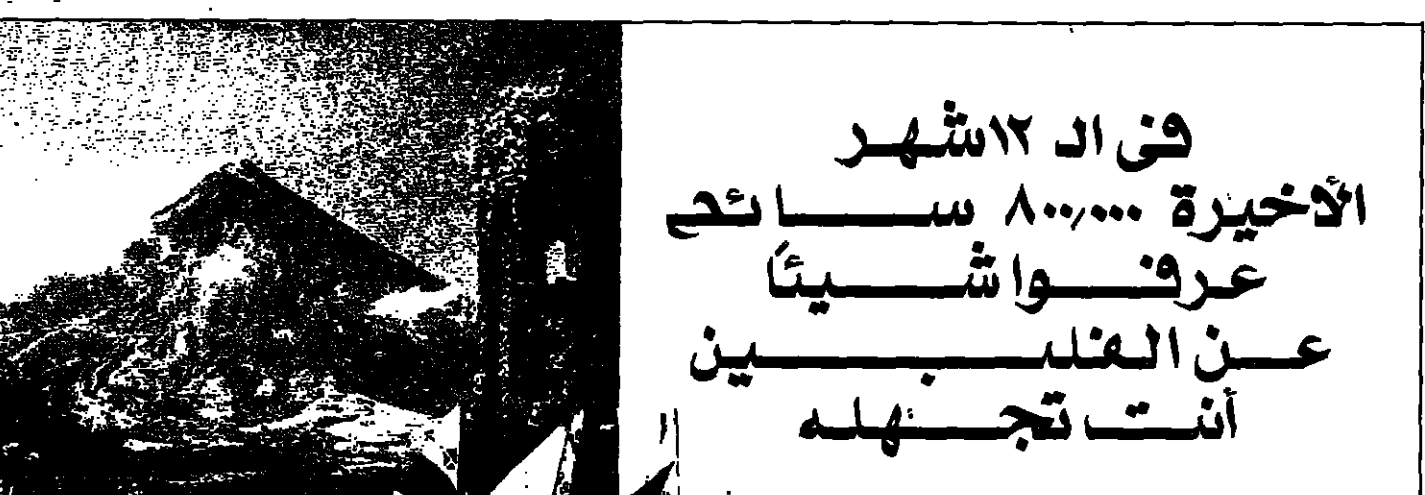 فى الـ ١٢ شهر
الأخيرة ٨٠٠,٠٠٠ سائح
عرفوا شيئاً
عن الفلبين
أنت تجهله